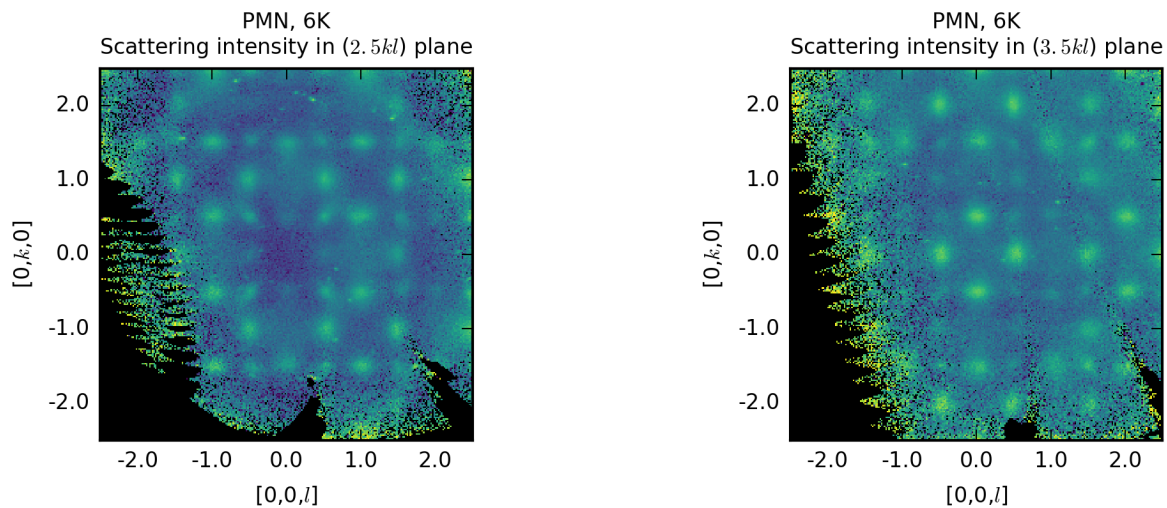 PMN, 6K
Scattering intensity in (2.5kl) plane
2.0
1.0
0.0
-1.0
-2.0
[0,k,0]
-2.0 -1.0 0.0 1.0 2.0
[0,0,l]
PMN, 6K
Scattering intensity in (3.5kl) plane
2.0
1.0
0.0
-1.0
-2.0
[0,k,0]
-2.0 -1.0 0.0 1.0 2.0
[0,0,l]